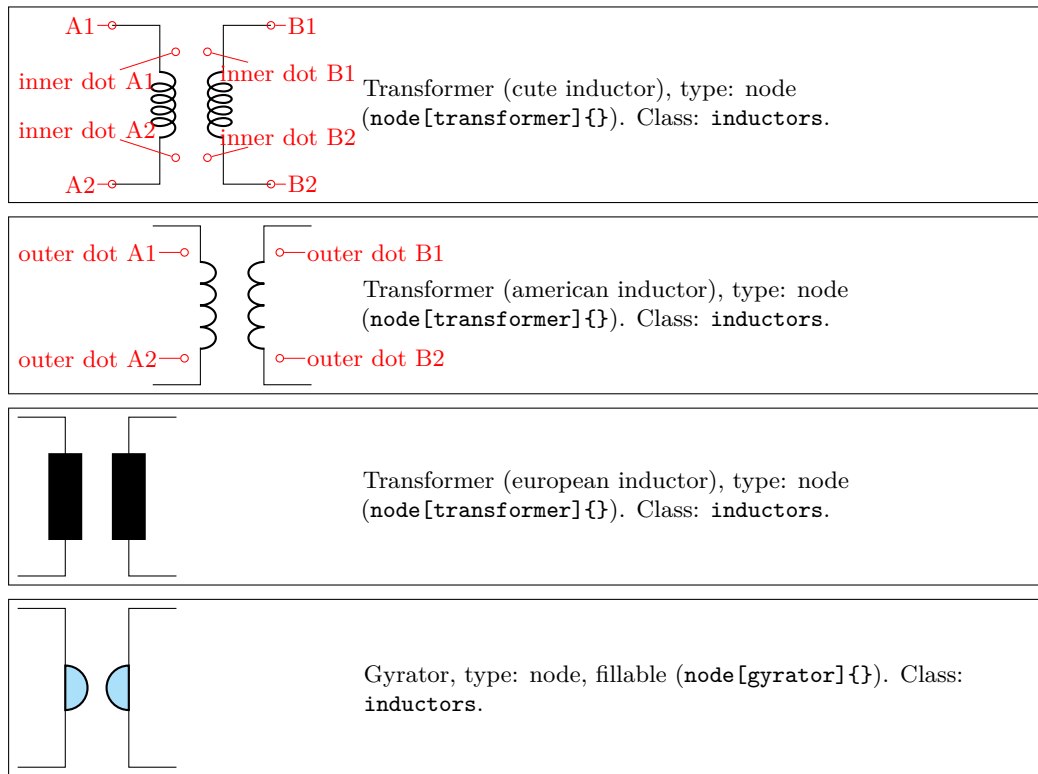 A1
B1
inner dot A1
inner dot B1
inner dot A2
inner dot B2
A2
B2
Transformer (cute inductor), type: node
(node[transformer]{}). Class: inductors.
outer dot A1
outer dot B1
outer dot A2
outer dot B2
Transformer (american inductor), type: node
(node[transformer]{}). Class: inductors.
Transformer (european inductor), type: node
(node[transformer]{}). Class: inductors.
Gyrator, type: node, fillable (node[gyrator]{}). Class:
inductors.